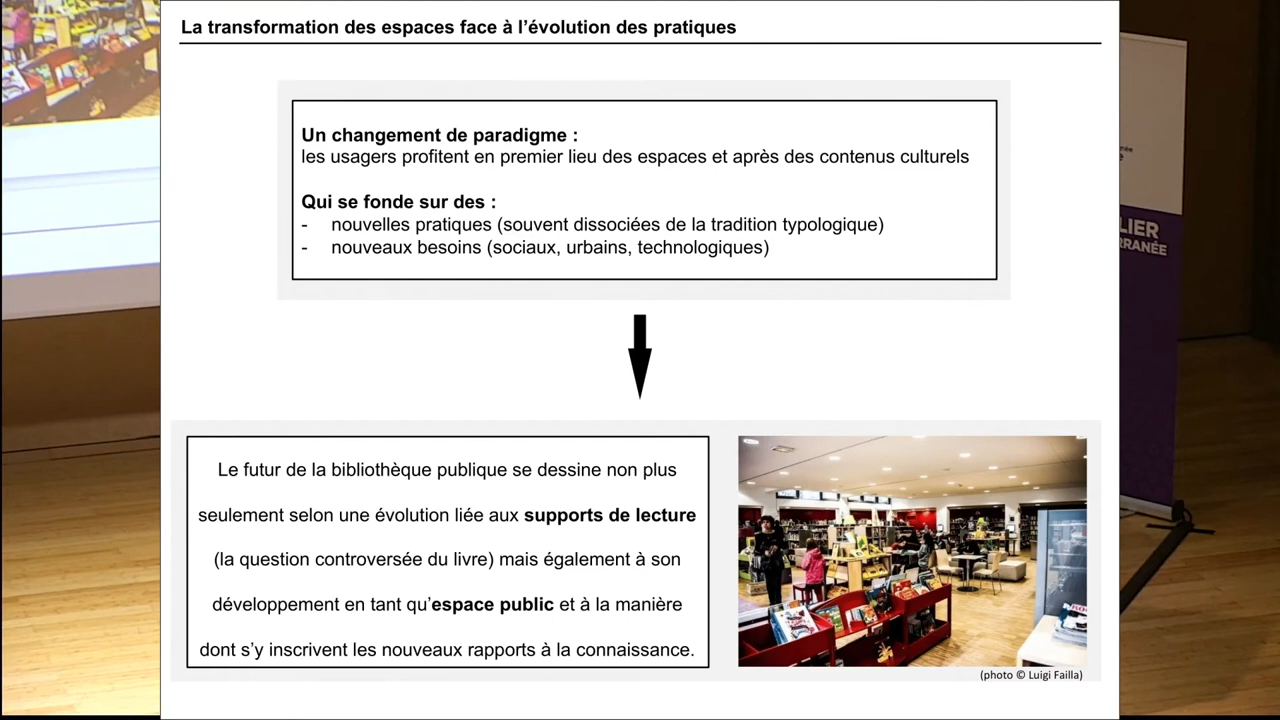 La transformation des espaces face à l’évolution des pratiques
Un changement de paradigme :
les usagers profitent en premier lieu des espaces et après des contenus culturels
Qui se fonde sur des :
- nouvelles pratiques (souvent dissociées de la tradition typologique)
- nouveaux besoins (sociaux, urbains, technologiques)
Le futur de la bibliothèque publique se dessine non plus
seulement selon une évolution liée aux supports de lecture
(la question controversée du livre) mais également à son
développement en tant qu’espace public et à la manière
dont s’y inscrivent les nouveaux rapports à la connaissance.
(photo © Luigi Failla)
LIER
RRANÉE